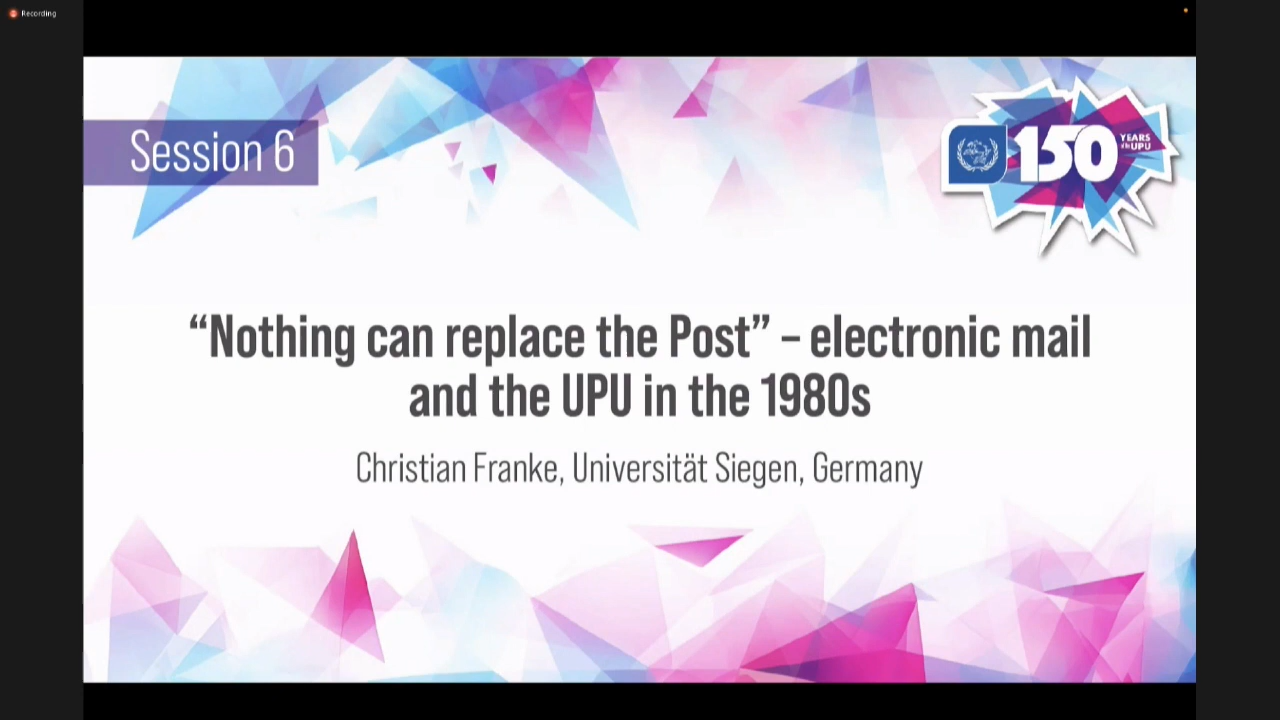 Recording
Session 6
150
YEARS
of the UPU
“Nothing can replace the Post” – electronic mail
and the UPU in the 1980s
Christian Franke, Universität Siegen, Germany